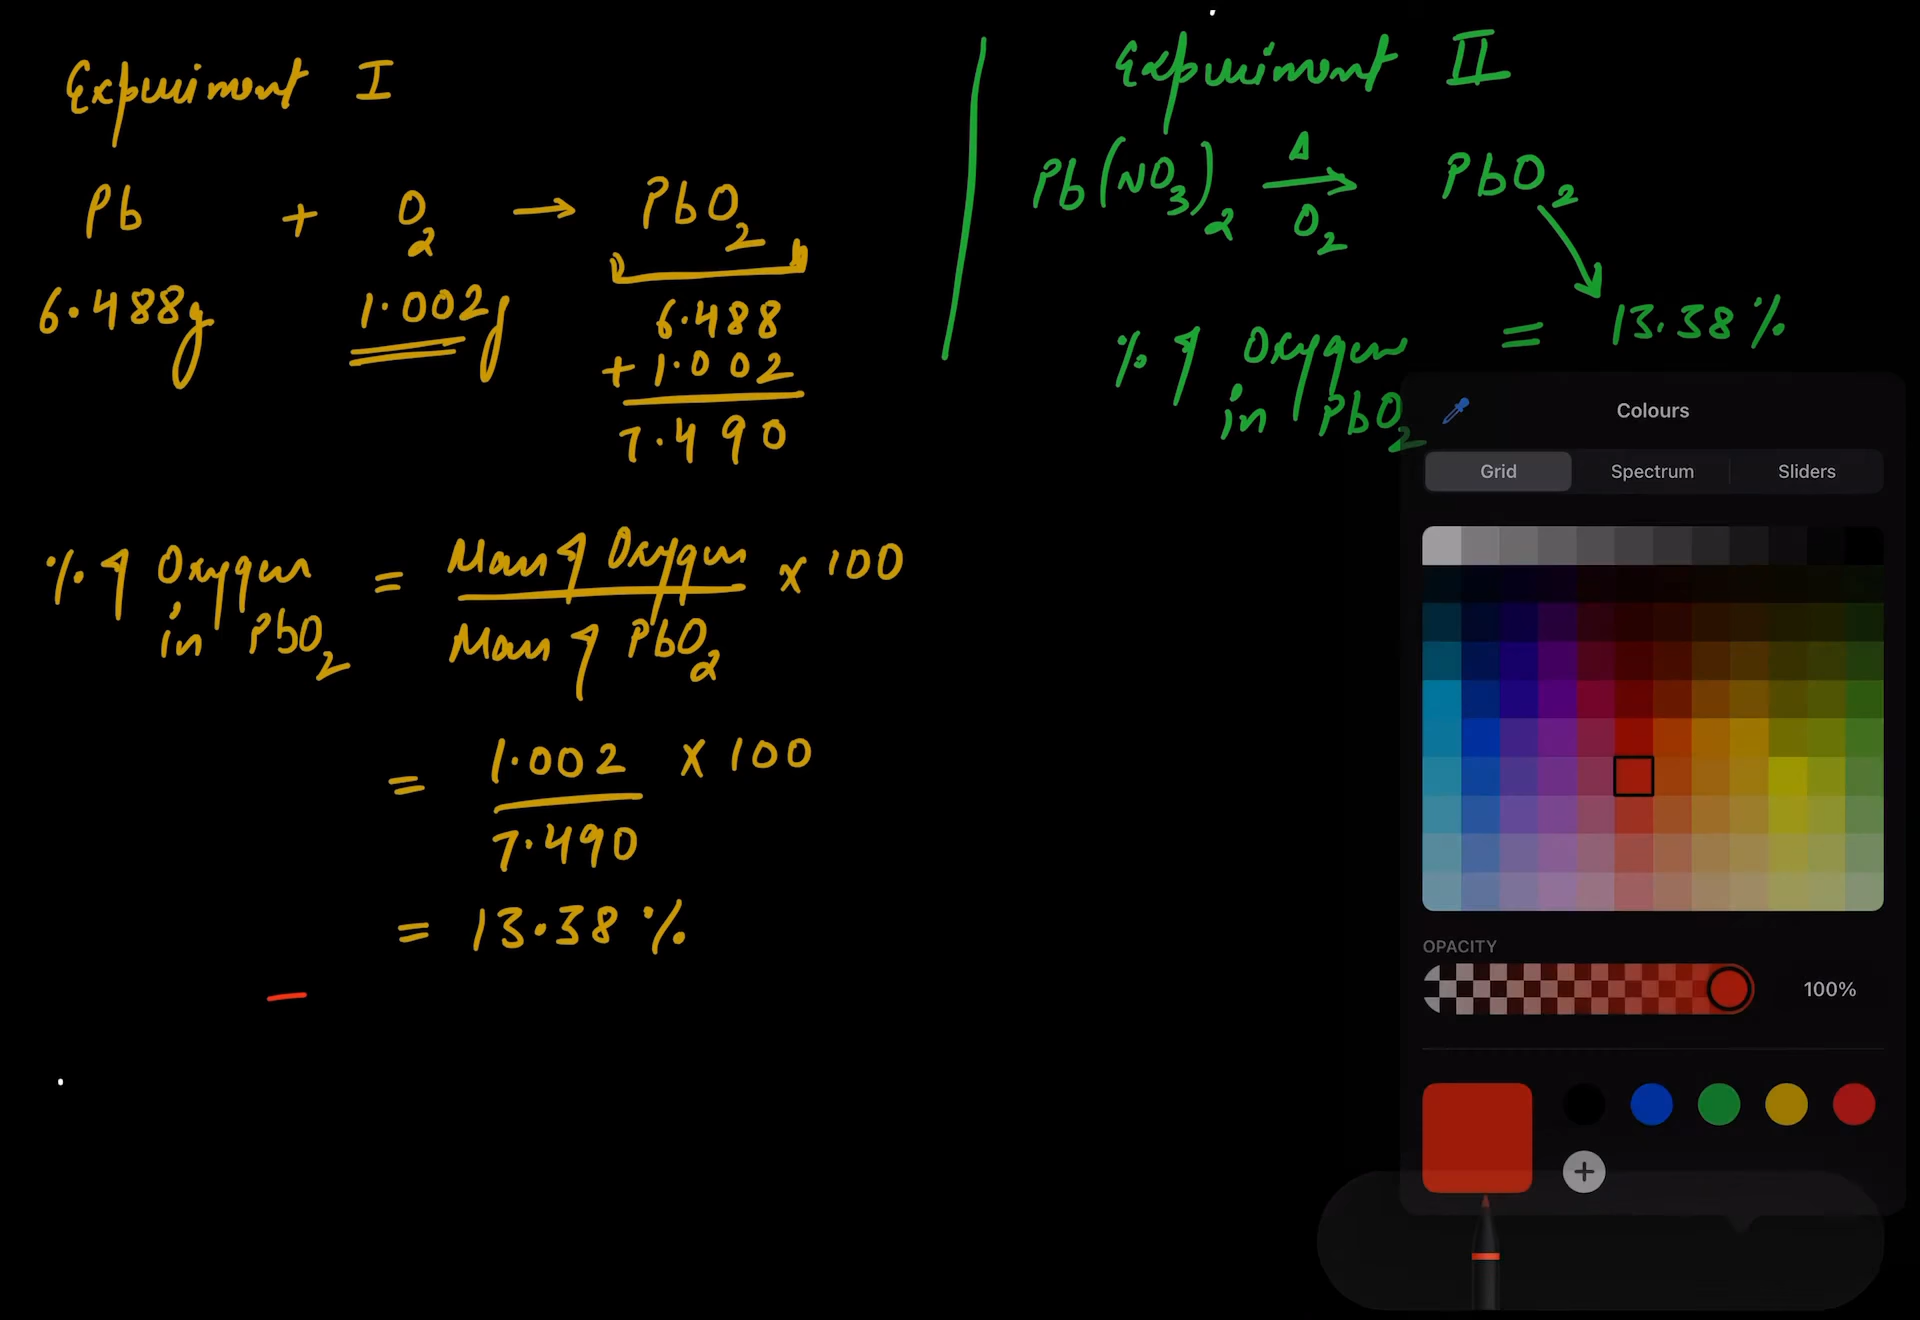 Experiment I
Pb + O2 → PbO2
6.488g 1.002g 6.488
+ 1.002
7.490
% of Oxygen in PbO2 = Mass of Oxygen / Mass of PbO2 × 100
= 1.002 / 7.490 × 100
= 13.38 %
Experiment II
Pb(NO3)2 Δ → O2 PbO2
% of Oxygen in PbO2 = 13.38 %
Colours
Grid Spectrum Sliders
OPACITY
100%